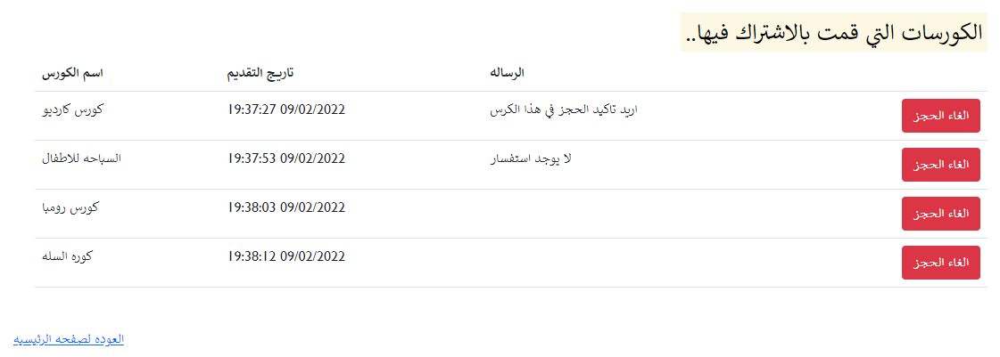 الكورسات التي قمت بالاشتراك فيها..
اسم الكورس تاريج التقديم الرساله
كورس كارديو 19:37:27 09/02/2022 اريد تاكيد الحجز في هذا الكرس الغاء الحجز
السباحه للاطفال 19:37:53 09/02/2022 لا يوجد استفسار الغاء الحجز
كورس رومبا 19:38:03 09/02/2022 الغاء الحجز
كوره السله 19:38:12 09/02/2022 الغاء الحجز
العوده لصفحه الرئيسيه